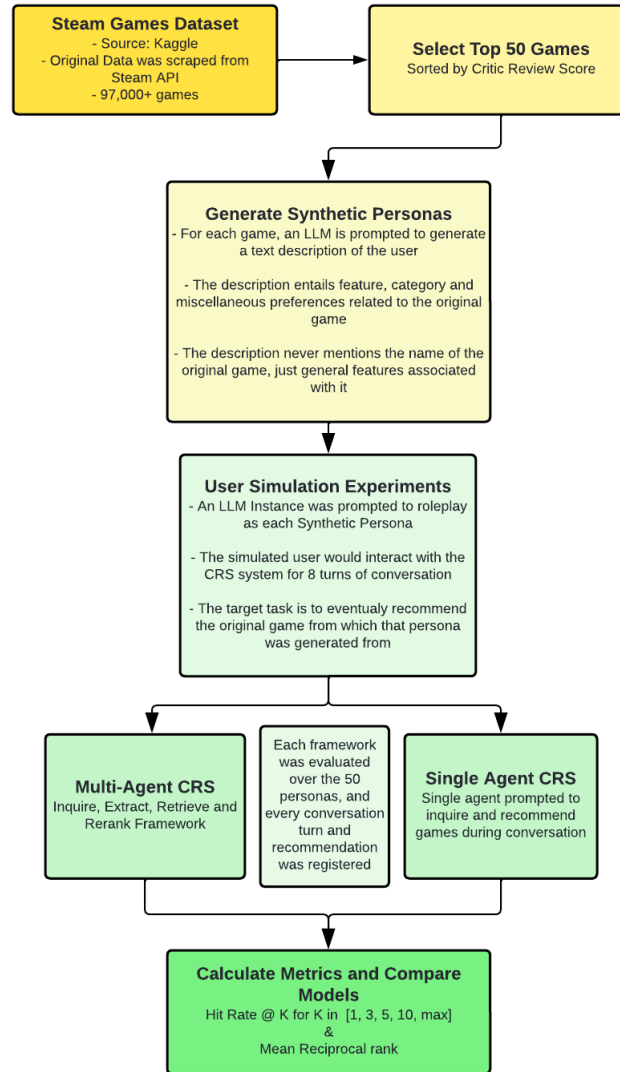 Steam Games Dataset
- Source: Kaggle
- Original Data was scraped from
Steam API
- 97,000+ games
Select Top 50 Games
Sorted by Critic Review Score
Generate Synthetic Personas
- For each game, an LLM is prompted to generate
a text description of the user
- The description entails feature, category and
miscellaneous preferences related to the original
game
- The description never mentions the name of the
original game, just general features associated
with it
User Simulation Experiments
- An LLM Instance was prompted to roleplay
as each Synthetic Persona
- The simulated user would interact with the
CRS system for 8 turns of conversation
- The target task is to eventualy recommend
the original game from which that persona
was generated from
Multi-Agent CRS
Inquire, Extract, Retrieve and
Rerank Framework
Each framework
was evaluated
over the 50
personas, and
every conversation
turn and
recommendation
was registered
Single Agent CRS
Single agent prompted to
inquire and recommend
games during conversation
Calculate Metrics and Compare
Models
Hit Rate @ K for K in [1, 3, 5, 10, max]
&
Mean Reciprocal rank